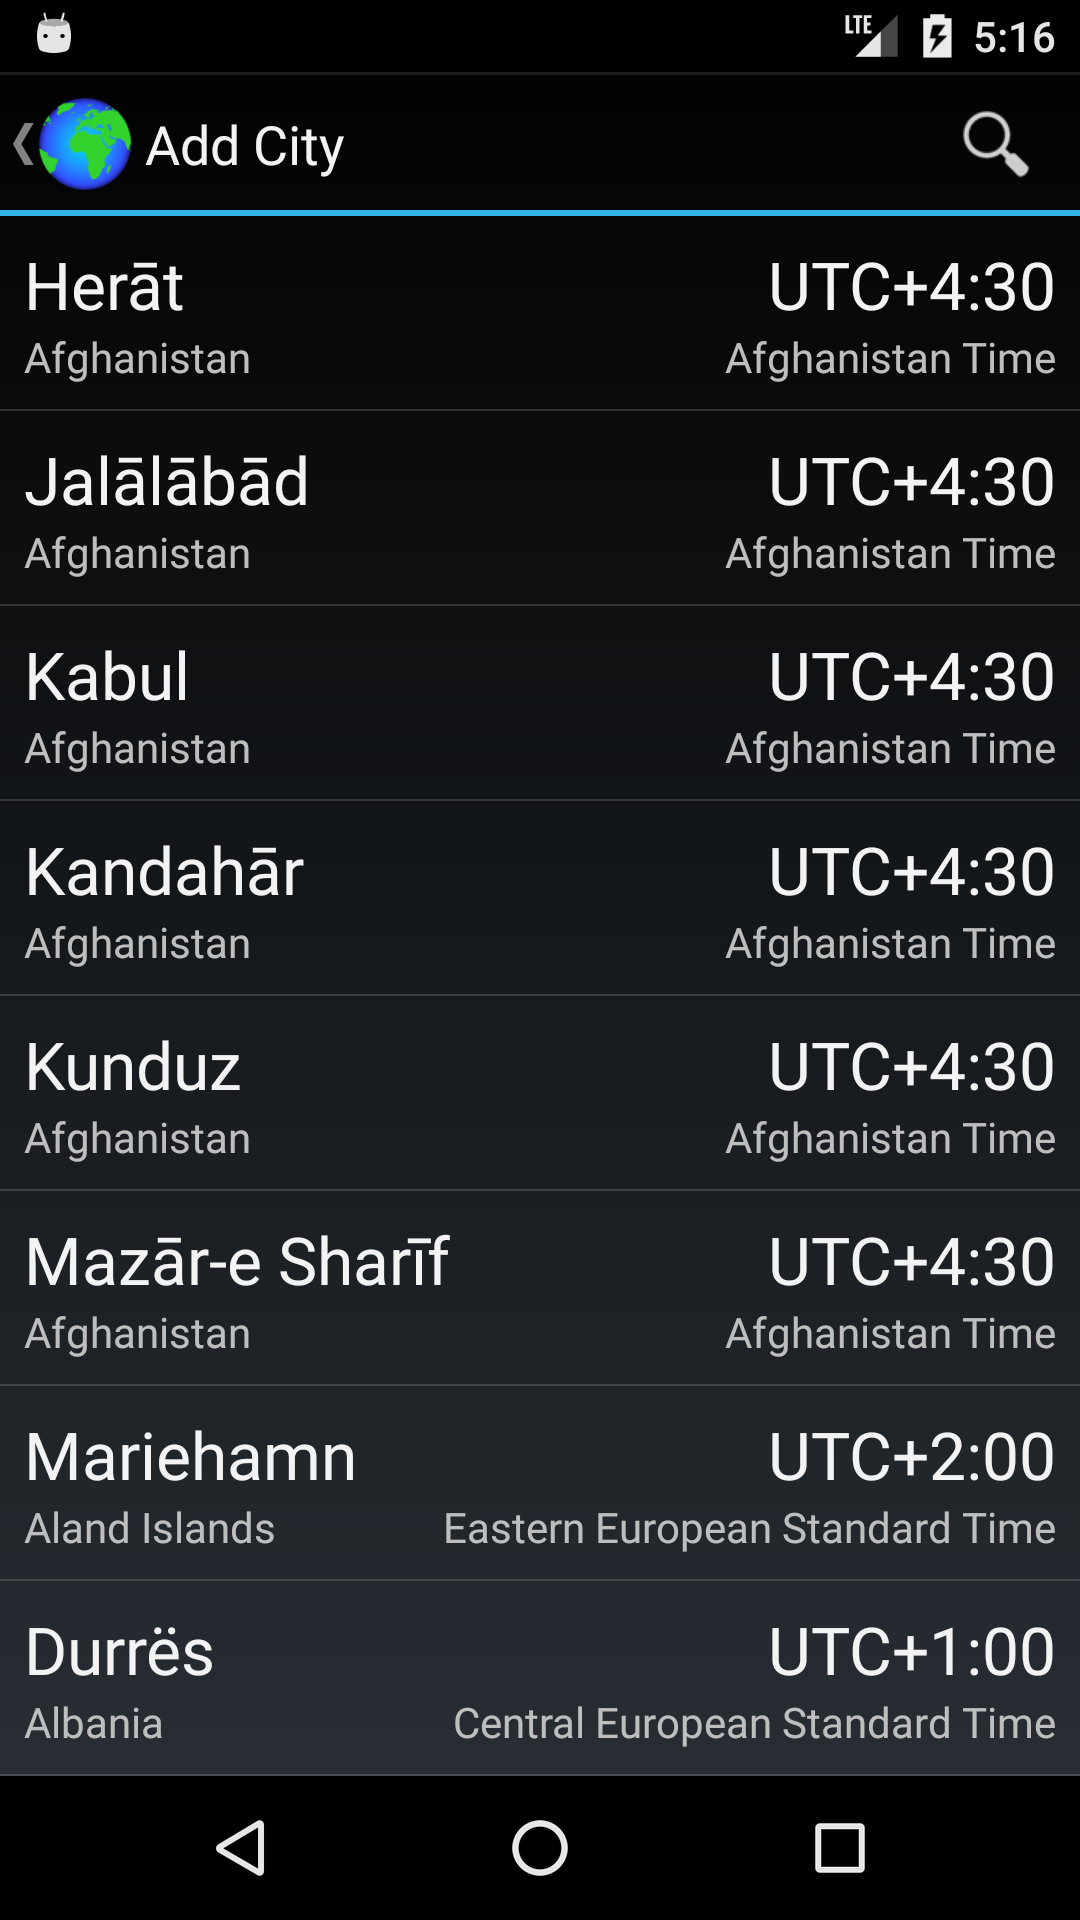 LTE 5:16
Add City
Herāt UTC+4:30
Afghanistan Afghanistan Time
Jalālābād UTC+4:30
Afghanistan Afghanistan Time
Kabul UTC+4:30
Afghanistan Afghanistan Time
Kandahār UTC+4:30
Afghanistan Afghanistan Time
Kunduz UTC+4:30
Afghanistan Afghanistan Time
Mazār-e Sharīf UTC+4:30
Afghanistan Afghanistan Time
Mariehamn UTC+2:00
Aland Islands Eastern European Standard Time
Durrës UTC+1:00
Albania Central European Standard Time